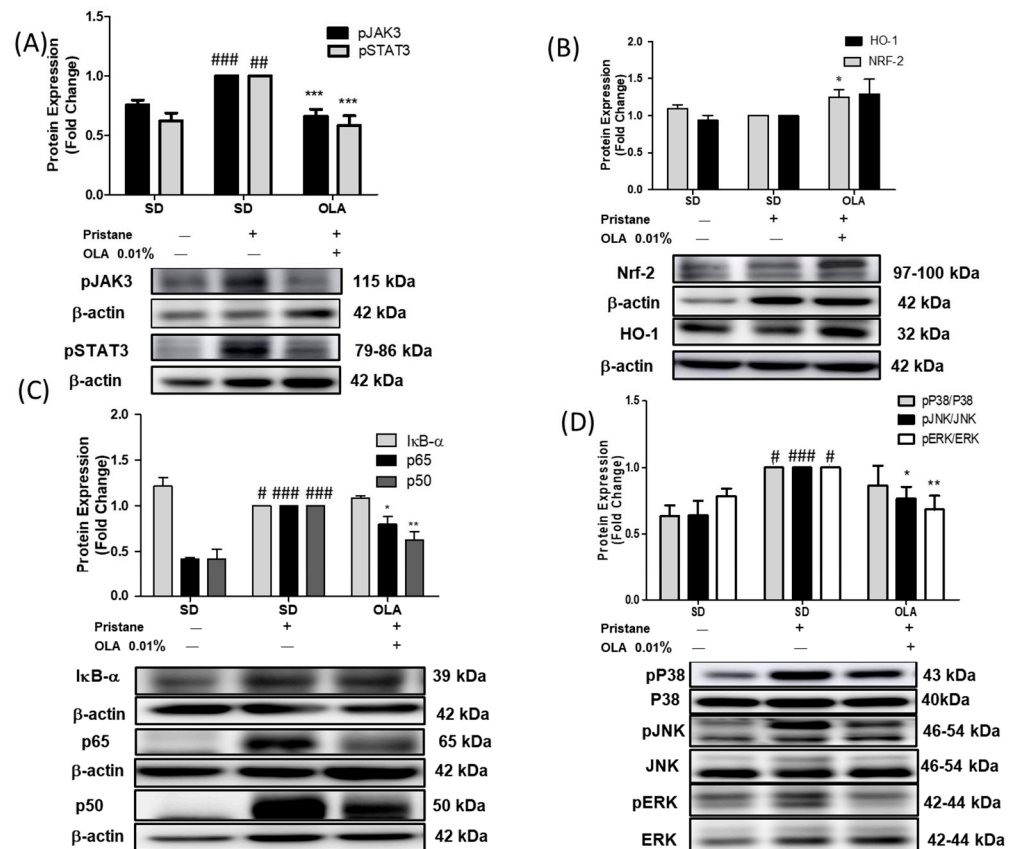 (A)
1.5
1.0
0.5
0.0
Protein Expression
(Fold Change)
pJAK3
pSTAT3
### ##
*** ***
SD SD OLA
Pristane — + +
OLA 0.01% — — +
pJAK3 115 kDa
β-actin 42 kDa
pSTAT3 79-86 kDa
β-actin 42 kDa
(B)
2.0
1.5
1.0
0.5
0.0
Protein Expression
(Fold Change)
HO-1
NRF-2
*
SD SD OLA
Pristane — + +
OLA 0.01% — — +
Nrf-2 97-100 kDa
β-actin 42 kDa
HO-1 32 kDa
β-actin 42 kDa
(C)
2.0
1.5
1.0
0.5
0.0
Protein Expression
(Fold Change)
IκB-α
p65
p50
# ### ###
* **
SD SD OLA
Pristane — + +
OLA 0.01% — — +
IκB-α 39 kDa
β-actin 42 kDa
p65 65 kDa
β-actin 42 kDa
p50 50 kDa
β-actin 42 kDa
(D)
1.5
1.0
0.5
0.0
Protein Expression
(Fold Change)
pP38/P38
pJNK/JNK
pERK/ERK
# ### #
* **
SD SD OLA
Pristane — + +
OLA 0.01% — — +
pP38 43 kDa
P38 40kDa
pJNK 46-54 kDa
JNK 46-54 kDa
pERK 42-44 kDa
ERK 42-44 kDa